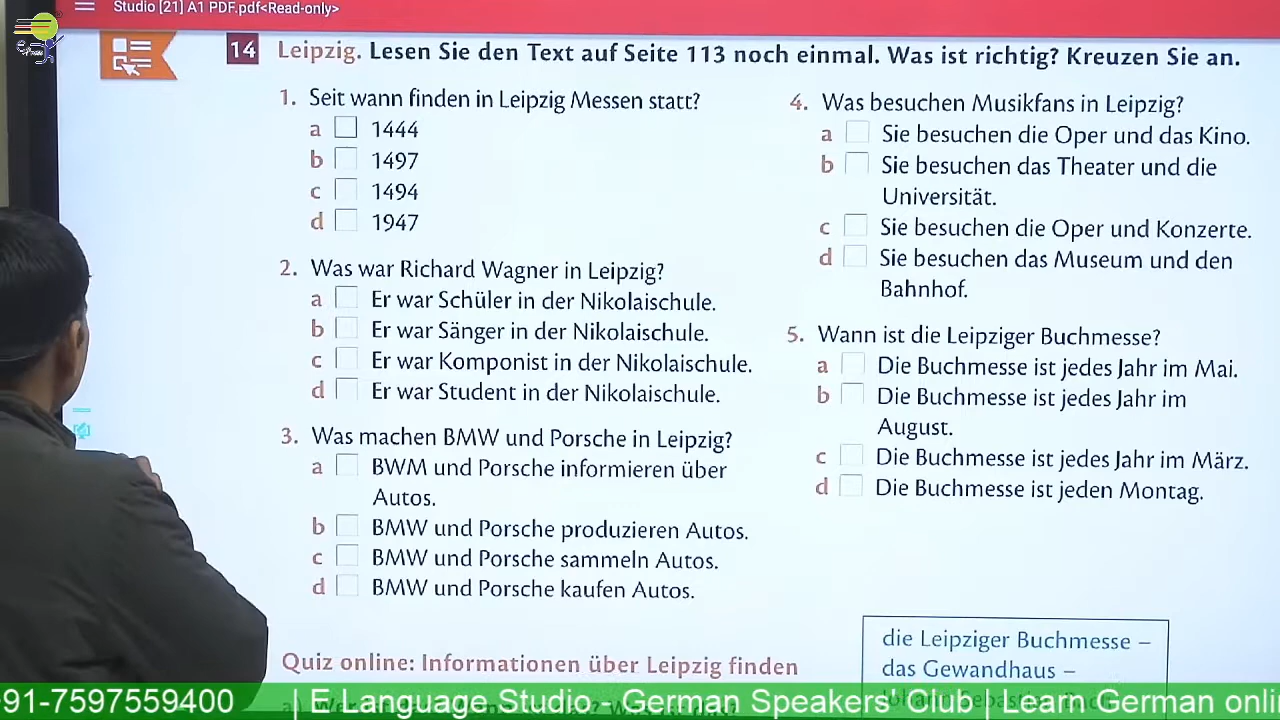 Studio [21] A1 PDF.pdf<Read-only>
14 Leipzig. Lesen Sie den Text auf Seite 113 noch einmal. Was ist richtig? Kreuzen Sie an.
1. Seit wann finden in Leipzig Messen statt?
a 1444
b 1497
c 1494
d 1947
2. Was war Richard Wagner in Leipzig?
a Er war Schüler in der Nikolaischule.
b Er war Sänger in der Nikolaischule.
c Er war Komponist in der Nikolaischule.
d Er war Student in der Nikolaischule.
3. Was machen BMW und Porsche in Leipzig?
a BWM und Porsche informieren über
Autos.
b BMW und Porsche produzieren Autos.
c BMW und Porsche sammeln Autos.
d BMW und Porsche kaufen Autos.
4. Was besuchen Musikfans in Leipzig?
a Sie besuchen die Oper und das Kino.
b Sie besuchen das Theater und die
Universität.
c Sie besuchen die Oper und Konzerte.
d Sie besuchen das Museum und den
Bahnhof.
5. Wann ist die Leipziger Buchmesse?
a Die Buchmesse ist jedes Jahr im Mai.
b Die Buchmesse ist jedes Jahr im
August.
c Die Buchmesse ist jedes Jahr im März.
d Die Buchmesse ist jeden Montag.
Quiz online: Informationen über Leipzig finden
die Leipziger Buchmesse –
das Gewandhaus –
91-7597559400 | E Language Studio - German Speakers' Club | Learn German onli